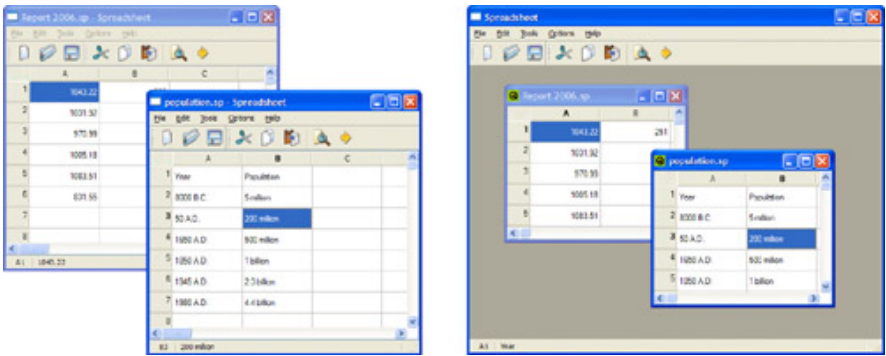 Report 2006.sp - Spreadsheet
File Edit Tools Options Help
A B C
1 1043.22
2 1031.92
3 970.99
4 1005.18
5 1083.51
6 831.55
7
8
A1 1045.22
population.sp - Spreadsheet
File Edit Tools Options Help
A B C
1 Year Population
2 8000 B.C. 5 million
3 50 A.D. 200 million
4 1650 A.D. 500 million
5 1850 A.D. 1 billion
6 1945 A.D. 2.3 billion
7 1980 A.D. 4.4 billion
8
B3 200 million
Spreadsheet
File Edit Tools Options Help
Report 2006.sp
A B
1 1043.22 291
2 1031.92
3 970.99
4 1005.18
5 1083.51
population.sp
A B
1 Year Population
2 8000 B.C. 5 million
3 50 A.D. 200 million
4 1650 A.D. 500 million
5 1850 A.D. 1 billion
A1 Year